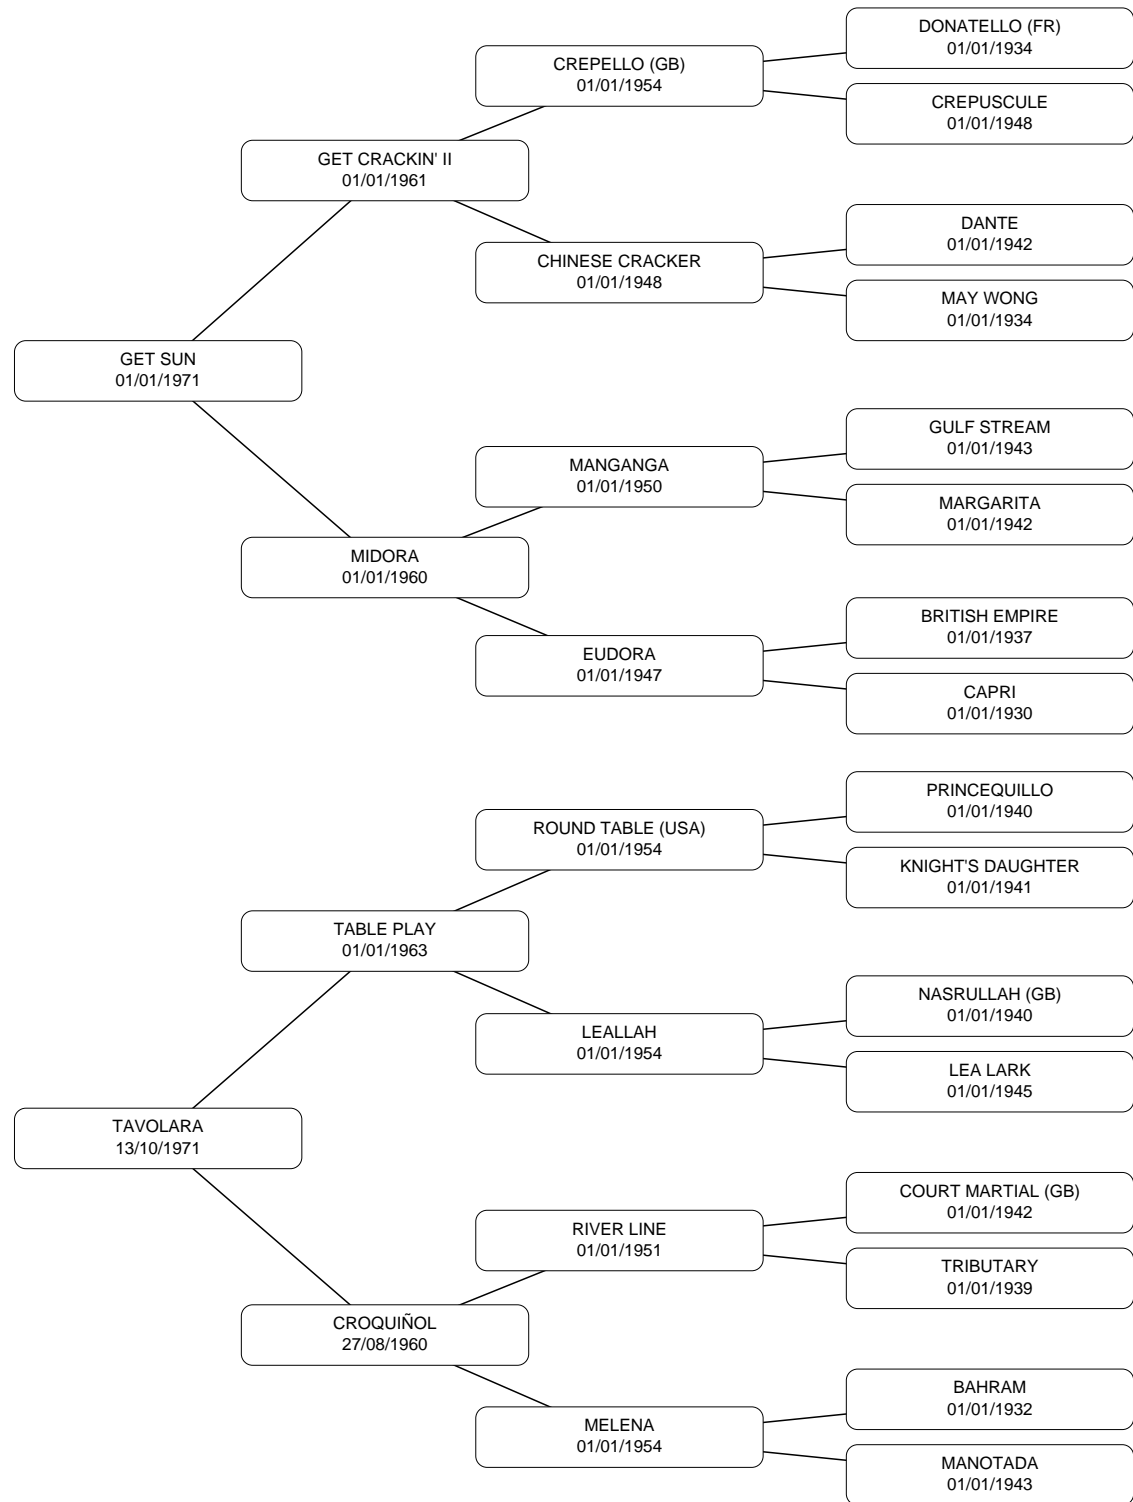 DONATELLO (FR)
01/01/1934
CREPELLO (GB)
01/01/1954
CREPUSCULE
01/01/1948
GET CRACKIN' II
01/01/1961
DANTE
01/01/1942
CHINESE CRACKER
01/01/1948
MAY WONG
01/01/1934
GET SUN
01/01/1971
GULF STREAM
01/01/1943
MANGANGA
01/01/1950
MARGARITA
01/01/1942
MIDORA
01/01/1960
BRITISH EMPIRE
01/01/1937
EUDORA
01/01/1947
CAPRI
01/01/1930
PRINCEQUILLO
01/01/1940
ROUND TABLE (USA)
01/01/1954
KNIGHT'S DAUGHTER
01/01/1941
TABLE PLAY
01/01/1963
NASRULLAH (GB)
01/01/1940
LEALLAH
01/01/1954
LEA LARK
01/01/1945
TAVOLARA
13/10/1971
COURT MARTIAL (GB)
01/01/1942
RIVER LINE
01/01/1951
TRIBUTARY
01/01/1939
CROQUIÑOL
27/08/1960
BAHRAM
01/01/1932
MELENA
01/01/1954
MANOTADA
01/01/1943